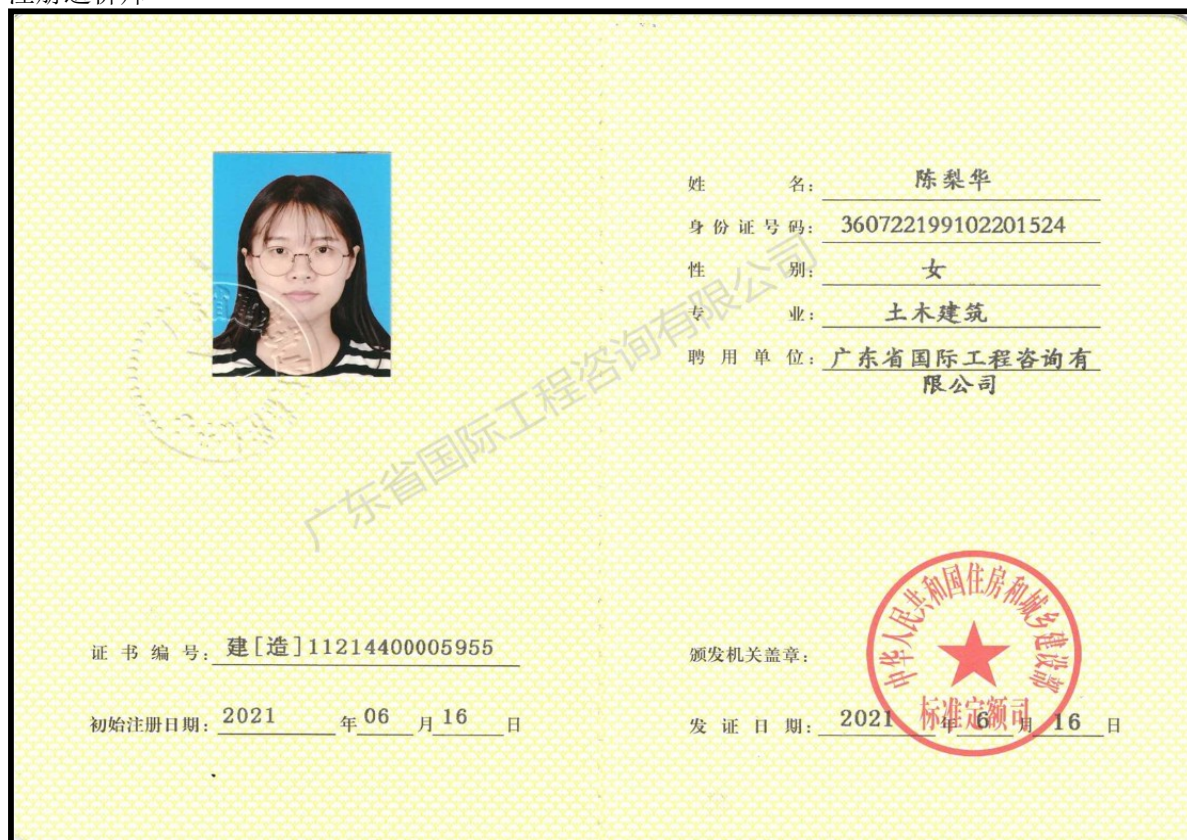 姓 名: 陈梨华
身份证号码: 360722199102201524
性 别: 女
专 业: 土木建筑
聘用单位: 广东省国际工程咨询有
限公司
广东省国际工程咨询有限公司
证书编号: 建[造]11214400005955
初始注册日期: 2021 年 06 月 16 日
颁发机关盖章:
中华人民共和国住房和城乡建设部
标准定额司
发证日期: 2021 年 6 月 16 日